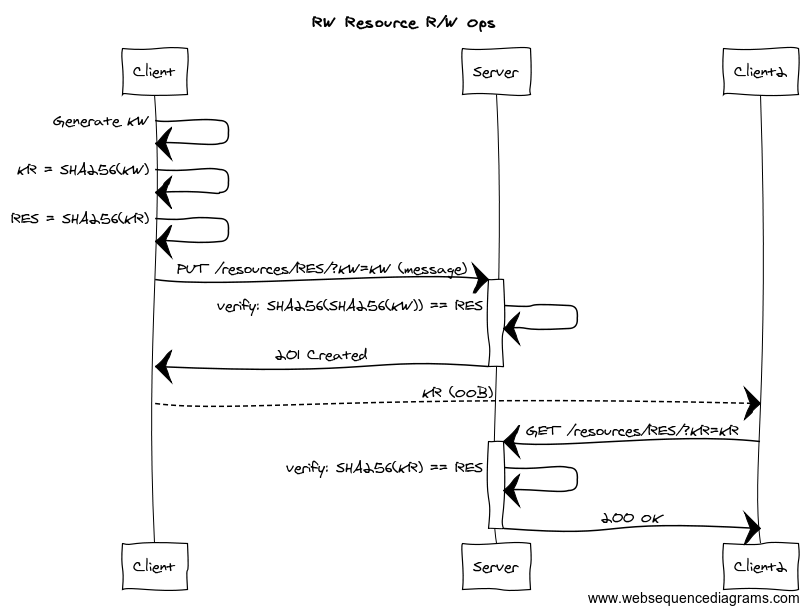 RW Resource R/W Ops
Client Server Client2
Generate KW
KR = SHA256(KW)
RES = SHA256(KR)
PUT /resources/RES/?KW=KW (message)
verify: SHA256(SHA256(KW)) == RES
201 Created
KR (OOB)
GET /resources/RES/?KR=KR
verify: SHA256(KR) == RES
200 OK
Client Server Client2
www.websequencediagrams.com